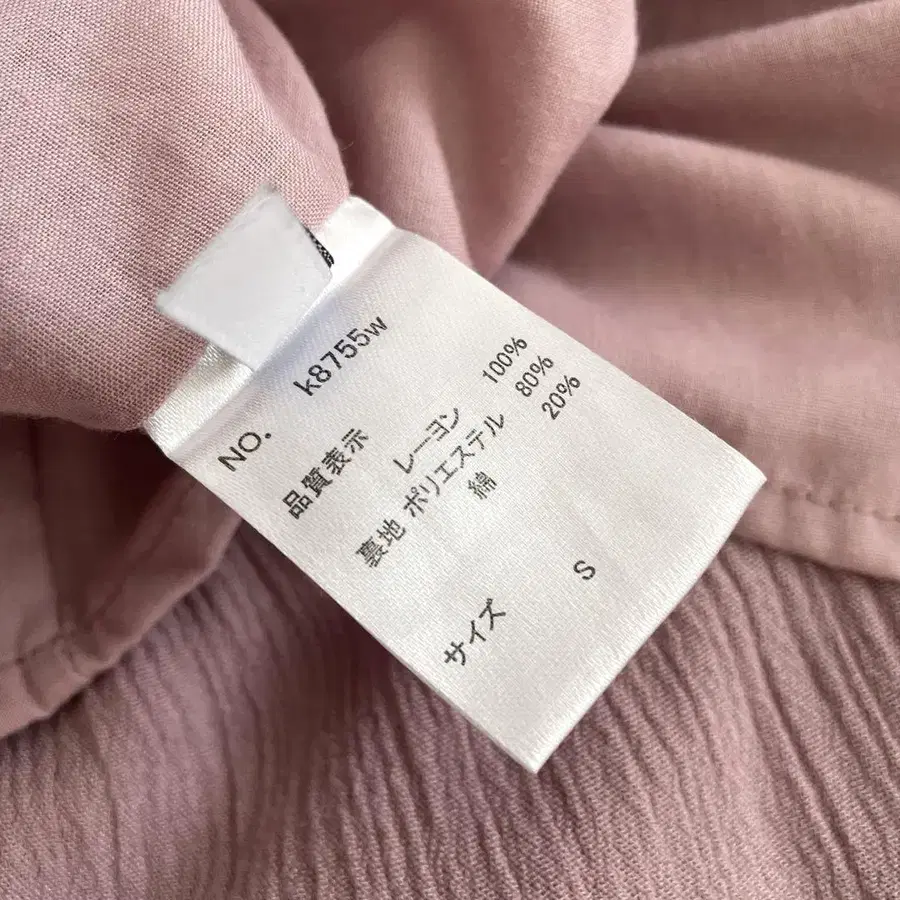 NO. k8755w
品質表示
レーヨン 100%
裏地 ポリエステル 80%
綿 20%
サイズ S